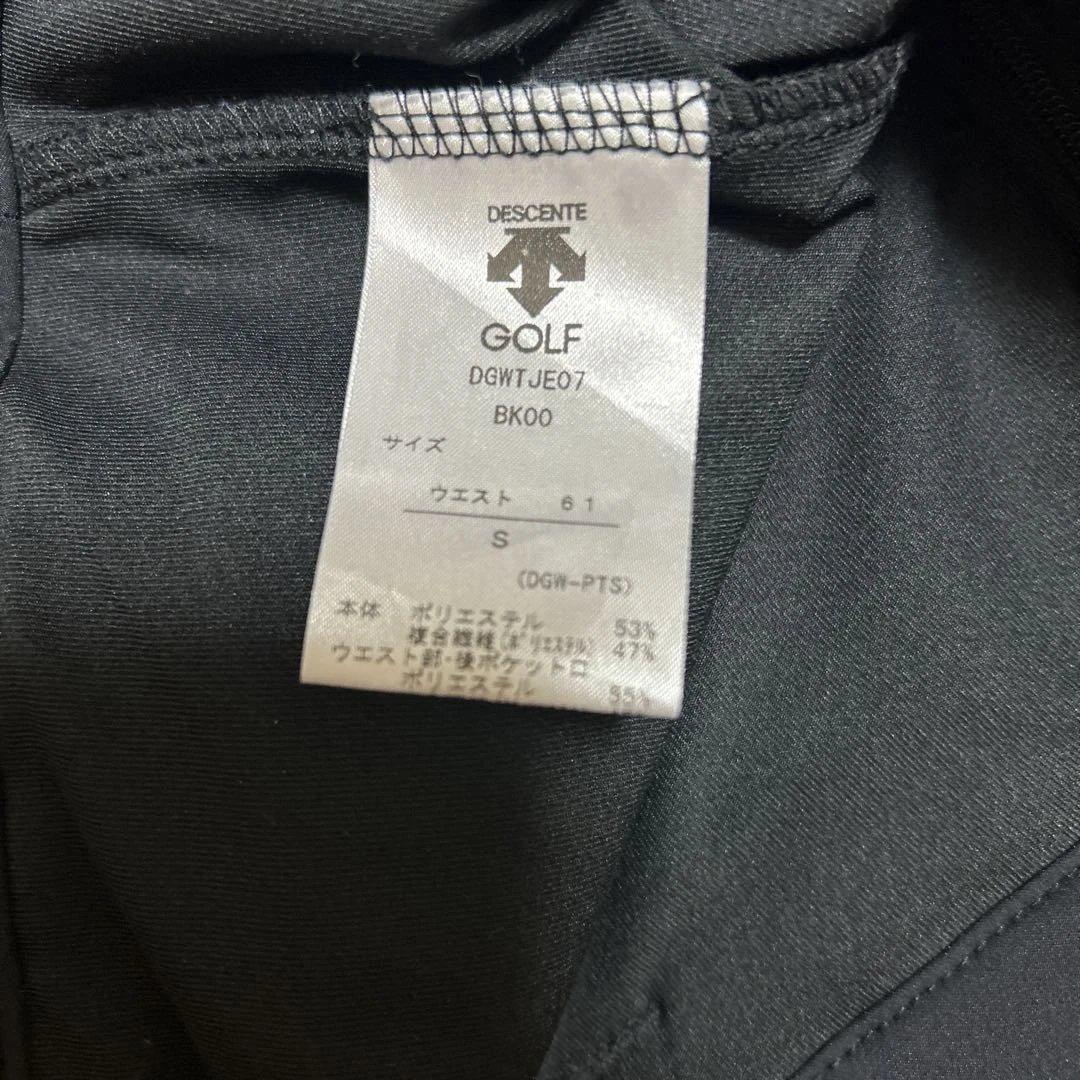 DESCENTE
GOLF
DGWTJE07
BK00
サイズ
ウエスト 61
S
(DGW-PTS)
本体 ポリエステル 53%
複合繊維(ポリエステル) 47%
ウエスト部・後ポケット口
ポリエステル 55%